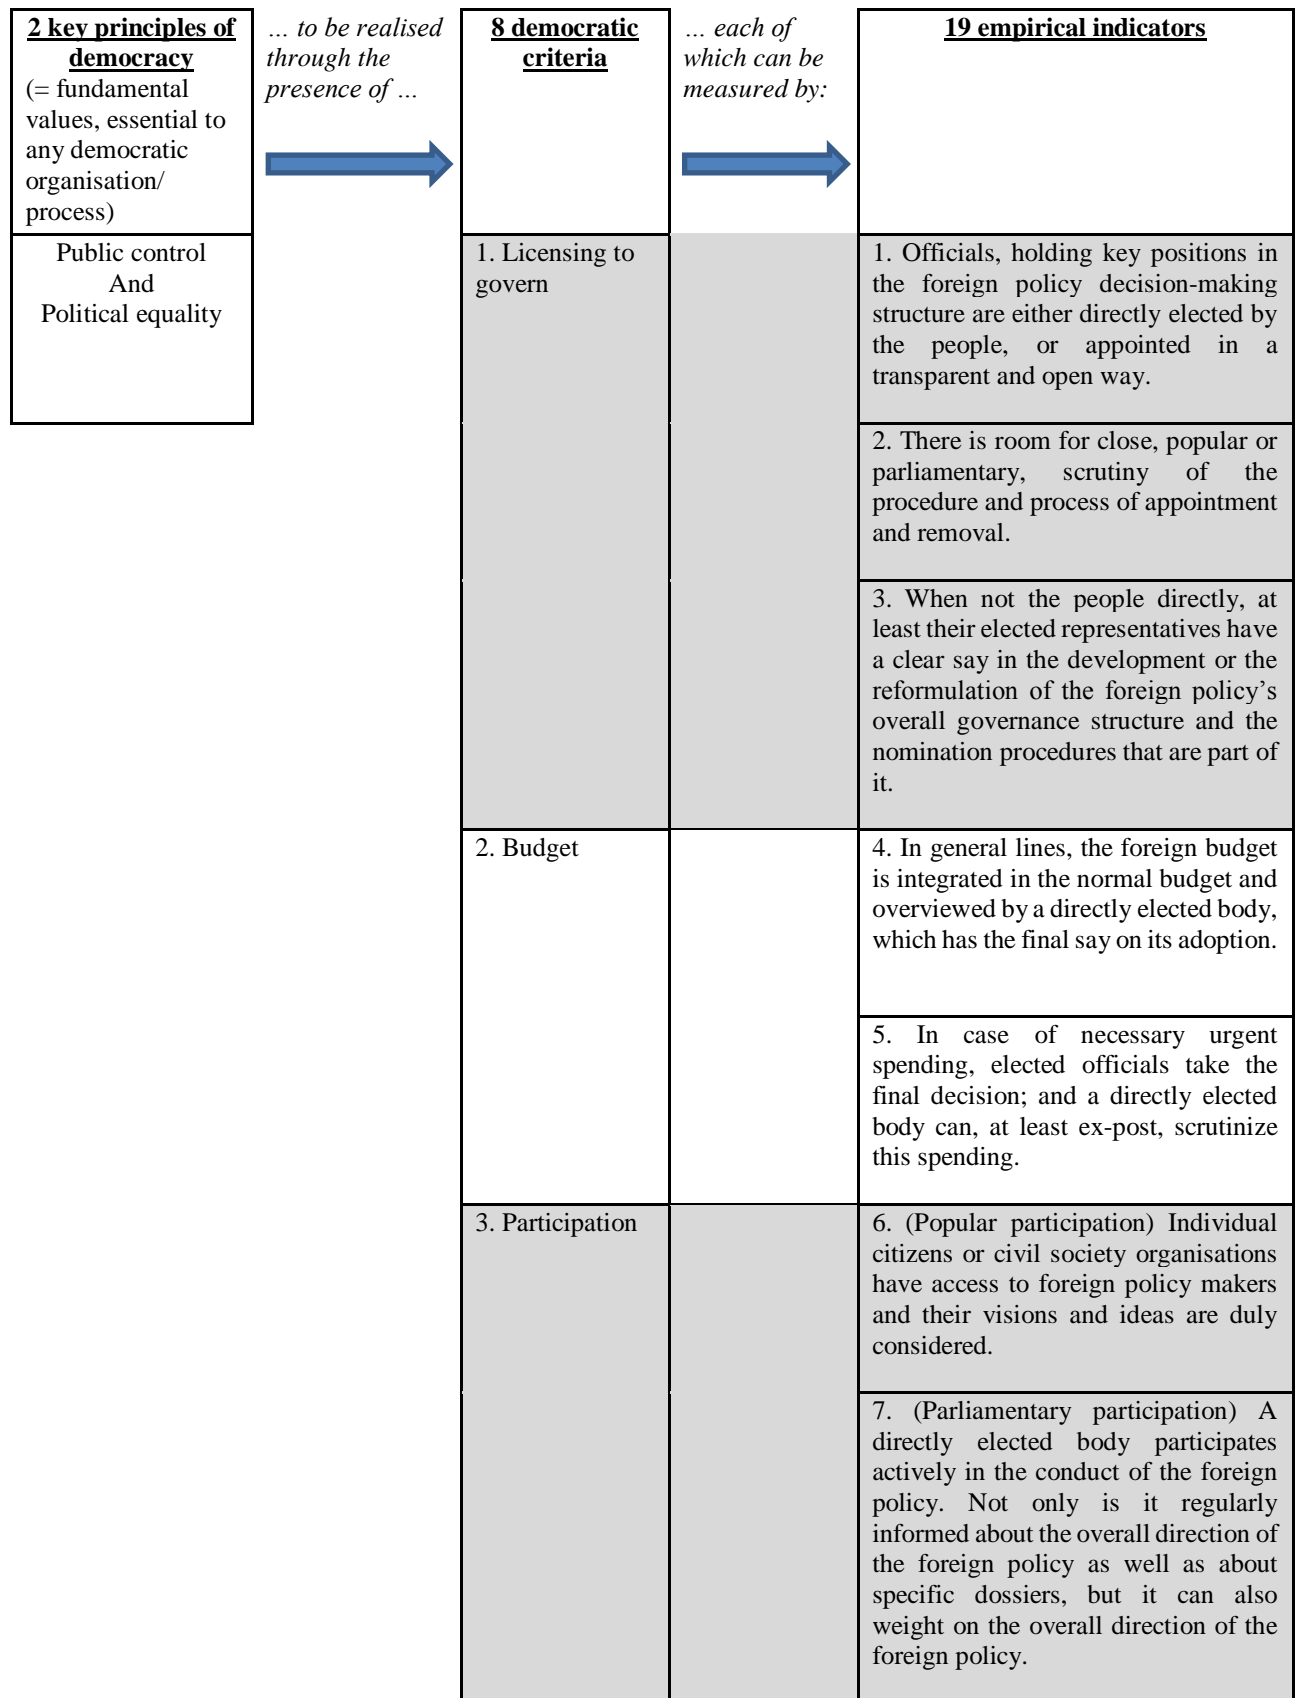 2 key principles of
democracy
(= fundamental
values, essential to
any democratic
organisation/
process)
… to be realised
through the
presence of …
8 democratic
criteria
… each of
which can be
measured by:
19 empirical indicators
Public control
And
Political equality
1. Licensing to
govern
1. Officials, holding key positions in
the foreign policy decision-making
structure are either directly elected by
the people, or appointed in a
transparent and open way.
2. There is room for close, popular or
parliamentary, scrutiny of the
procedure and process of appointment
and removal.
3. When not the people directly, at
least their elected representatives have
a clear say in the development or the
reformulation of the foreign policy’s
overall governance structure and the
nomination procedures that are part of
it.
2. Budget
4. In general lines, the foreign budget
is integrated in the normal budget and
overviewed by a directly elected body,
which has the final say on its adoption.
5. In case of necessary urgent
spending, elected officials take the
final decision; and a directly elected
body can, at least ex-post, scrutinize
this spending.
3. Participation
6. (Popular participation) Individual
citizens or civil society organisations
have access to foreign policy makers
and their visions and ideas are duly
considered.
7. (Parliamentary participation) A
directly elected body participates
actively in the conduct of the foreign
policy. Not only is it regularly
informed about the overall direction of
the foreign policy as well as about
specific dossiers, but it can also
weight on the overall direction of the
foreign policy.